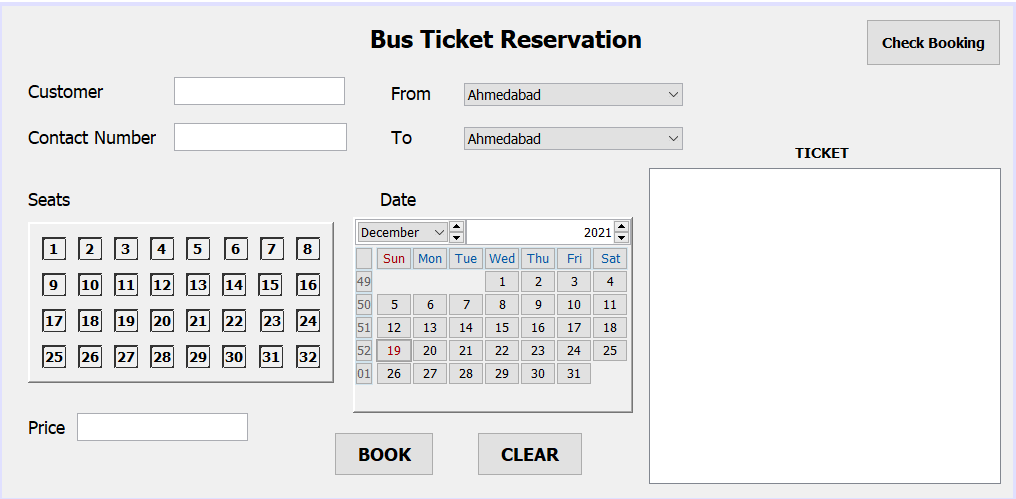 Bus Ticket Reservation
Check Booking
Customer
From Ahmedabad
Contact Number
To Ahmedabad
TICKET
Seats
Date
1 2 3 4 5 6 7 8
9 10 11 12 13 14 15 16
17 18 19 20 21 22 23 24
25 26 27 28 29 30 31 32
December 2021
Sun Mon Tue Wed Thu Fri Sat
49 1 2 3 4
50 5 6 7 8 9 10 11
51 12 13 14 15 16 17 18
52 19 20 21 22 23 24 25
01 26 27 28 29 30 31
Price
BOOK
CLEAR